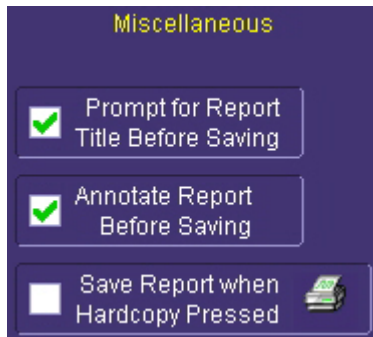 Miscellaneous
Prompt for Report
Title Before Saving
Annotate Report
Before Saving
Save Report when
Hardcopy Pressed